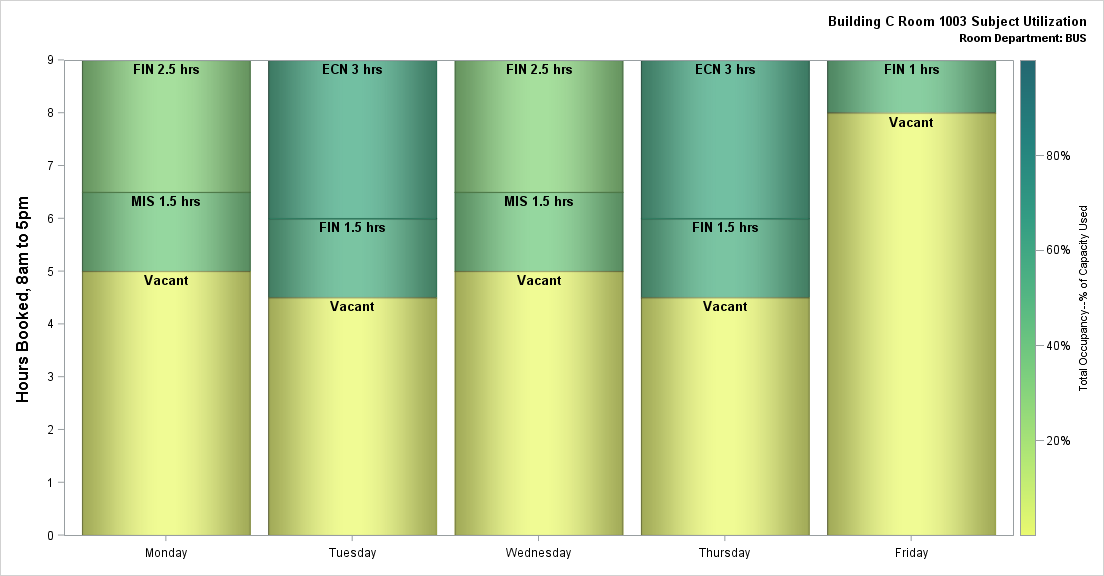 Building C Room 1003 Subject Utilization
Room Department: BUS
Hours Booked, 8am to 5pm
9
8
7
6
5
4
3
2
1
0
FIN 2.5 hrs
MIS 1.5 hrs
Vacant
ECN 3 hrs
FIN 1.5 hrs
Vacant
FIN 2.5 hrs
MIS 1.5 hrs
Vacant
ECN 3 hrs
FIN 1.5 hrs
Vacant
FIN 1 hrs
Vacant
Monday
Tuesday
Wednesday
Thursday
Friday
80%
60%
40%
20%
Total Occupancy--% of Capacity Used